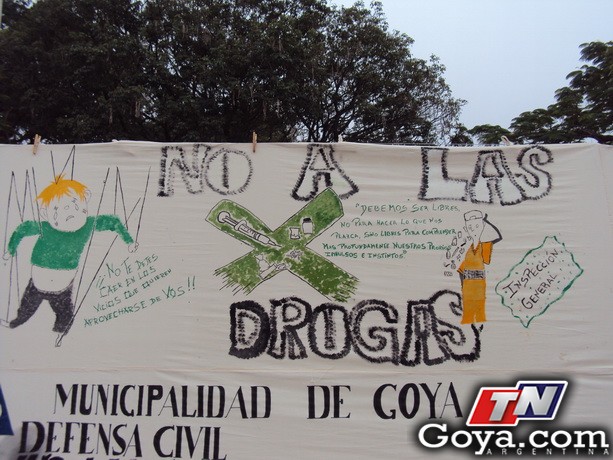 NO A LAS
DROGAS
"DEBEMOS SER LIBRES
NO PARA HACER LO QUE NOS
PLAZCA, SINO LIBRES PARA COMPRENDER
MAS PROFUNDAMENTE NUESTROS PROPIOS
IMPULSOS E INSTINTOS"
¡¡NO TE DEJES
CAER EN LOS
VICIOS QUE QUIEREN
APROVECHARSE DE VOS!!
INSPECCIÓN
GENERAL
MUNICIPALIDAD DE GOYA
DEFENSA CIVIL
TN
Goya.com
ARGENTINA